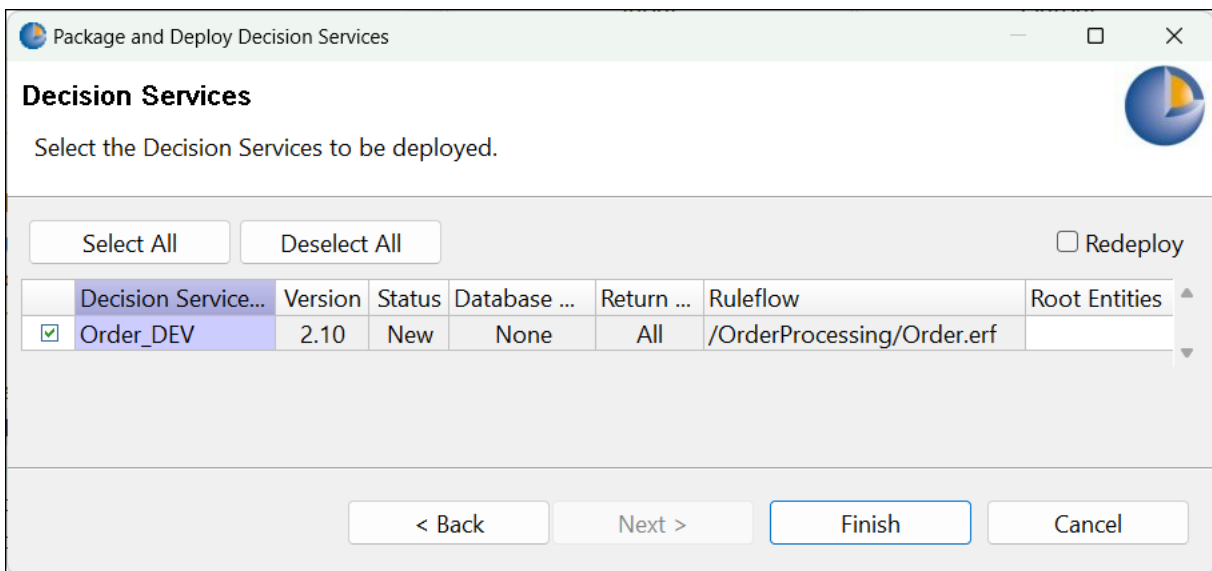 Package and Deploy Decision Services
Decision Services
Select the Decision Services to be deployed.
Select All Deselect All Redeploy
Decision Service... Version Status Database ... Return ... Ruleflow Root Entities
Order_DEV 2.10 New None All /OrderProcessing/Order.erf
< Back Next > Finish Cancel